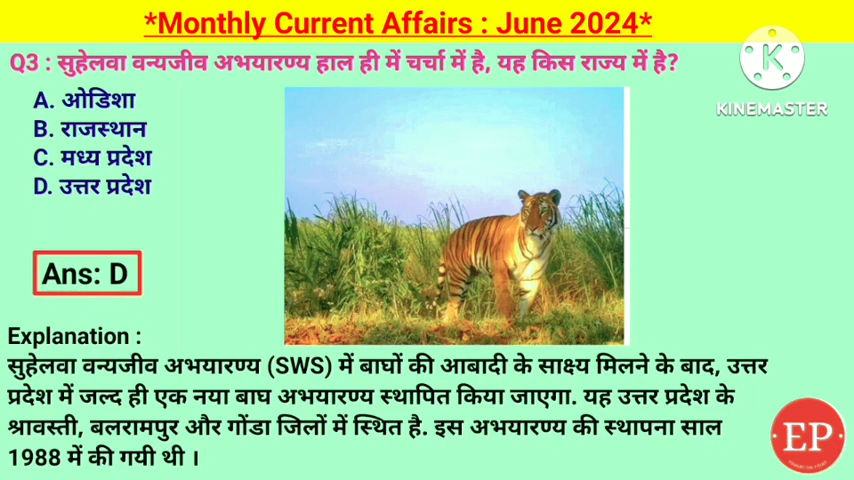 *Monthly Current Affairs : June 2024*
Q3 : सुहेलवा वन्यजीव अभयारण्य हाल ही में चर्चा में है, यह किस राज्य में है?
A. ओडिशा
B. राजस्थान
C. मध्य प्रदेश
D. उत्तर प्रदेश
K
KINEMASTER
Ans: D
Explanation :
सुहेलवा वन्यजीव अभयारण्य (SWS) में बाघों की आबादी के साक्ष्य मिलने के बाद, उत्तर
प्रदेश में जल्द ही एक नया बाघ अभयारण्य स्थापित किया जाएगा. यह उत्तर प्रदेश के
श्रावस्ती, बलरामपुर और गोंडा जिलों में स्थित है. इस अभयारण्य की स्थापना साल
1988 में की गयी थी ।
EP